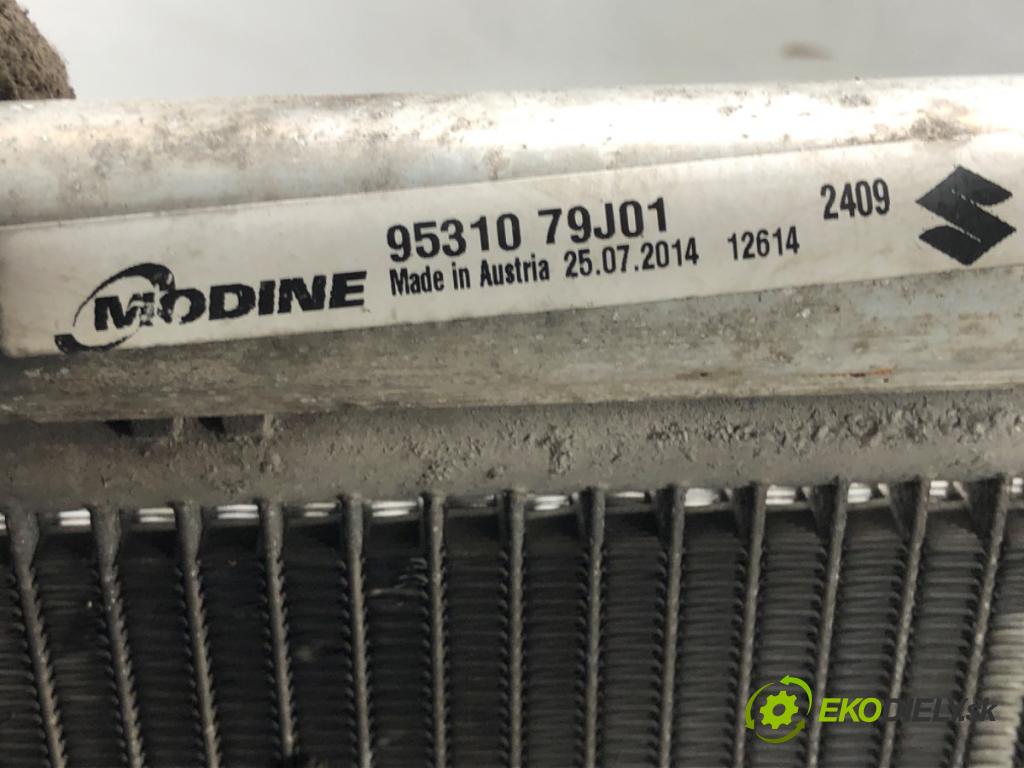 MODINE
95310 79J01
Made in Austria 25.07.2014 12614
2409
EKODIELY.sk